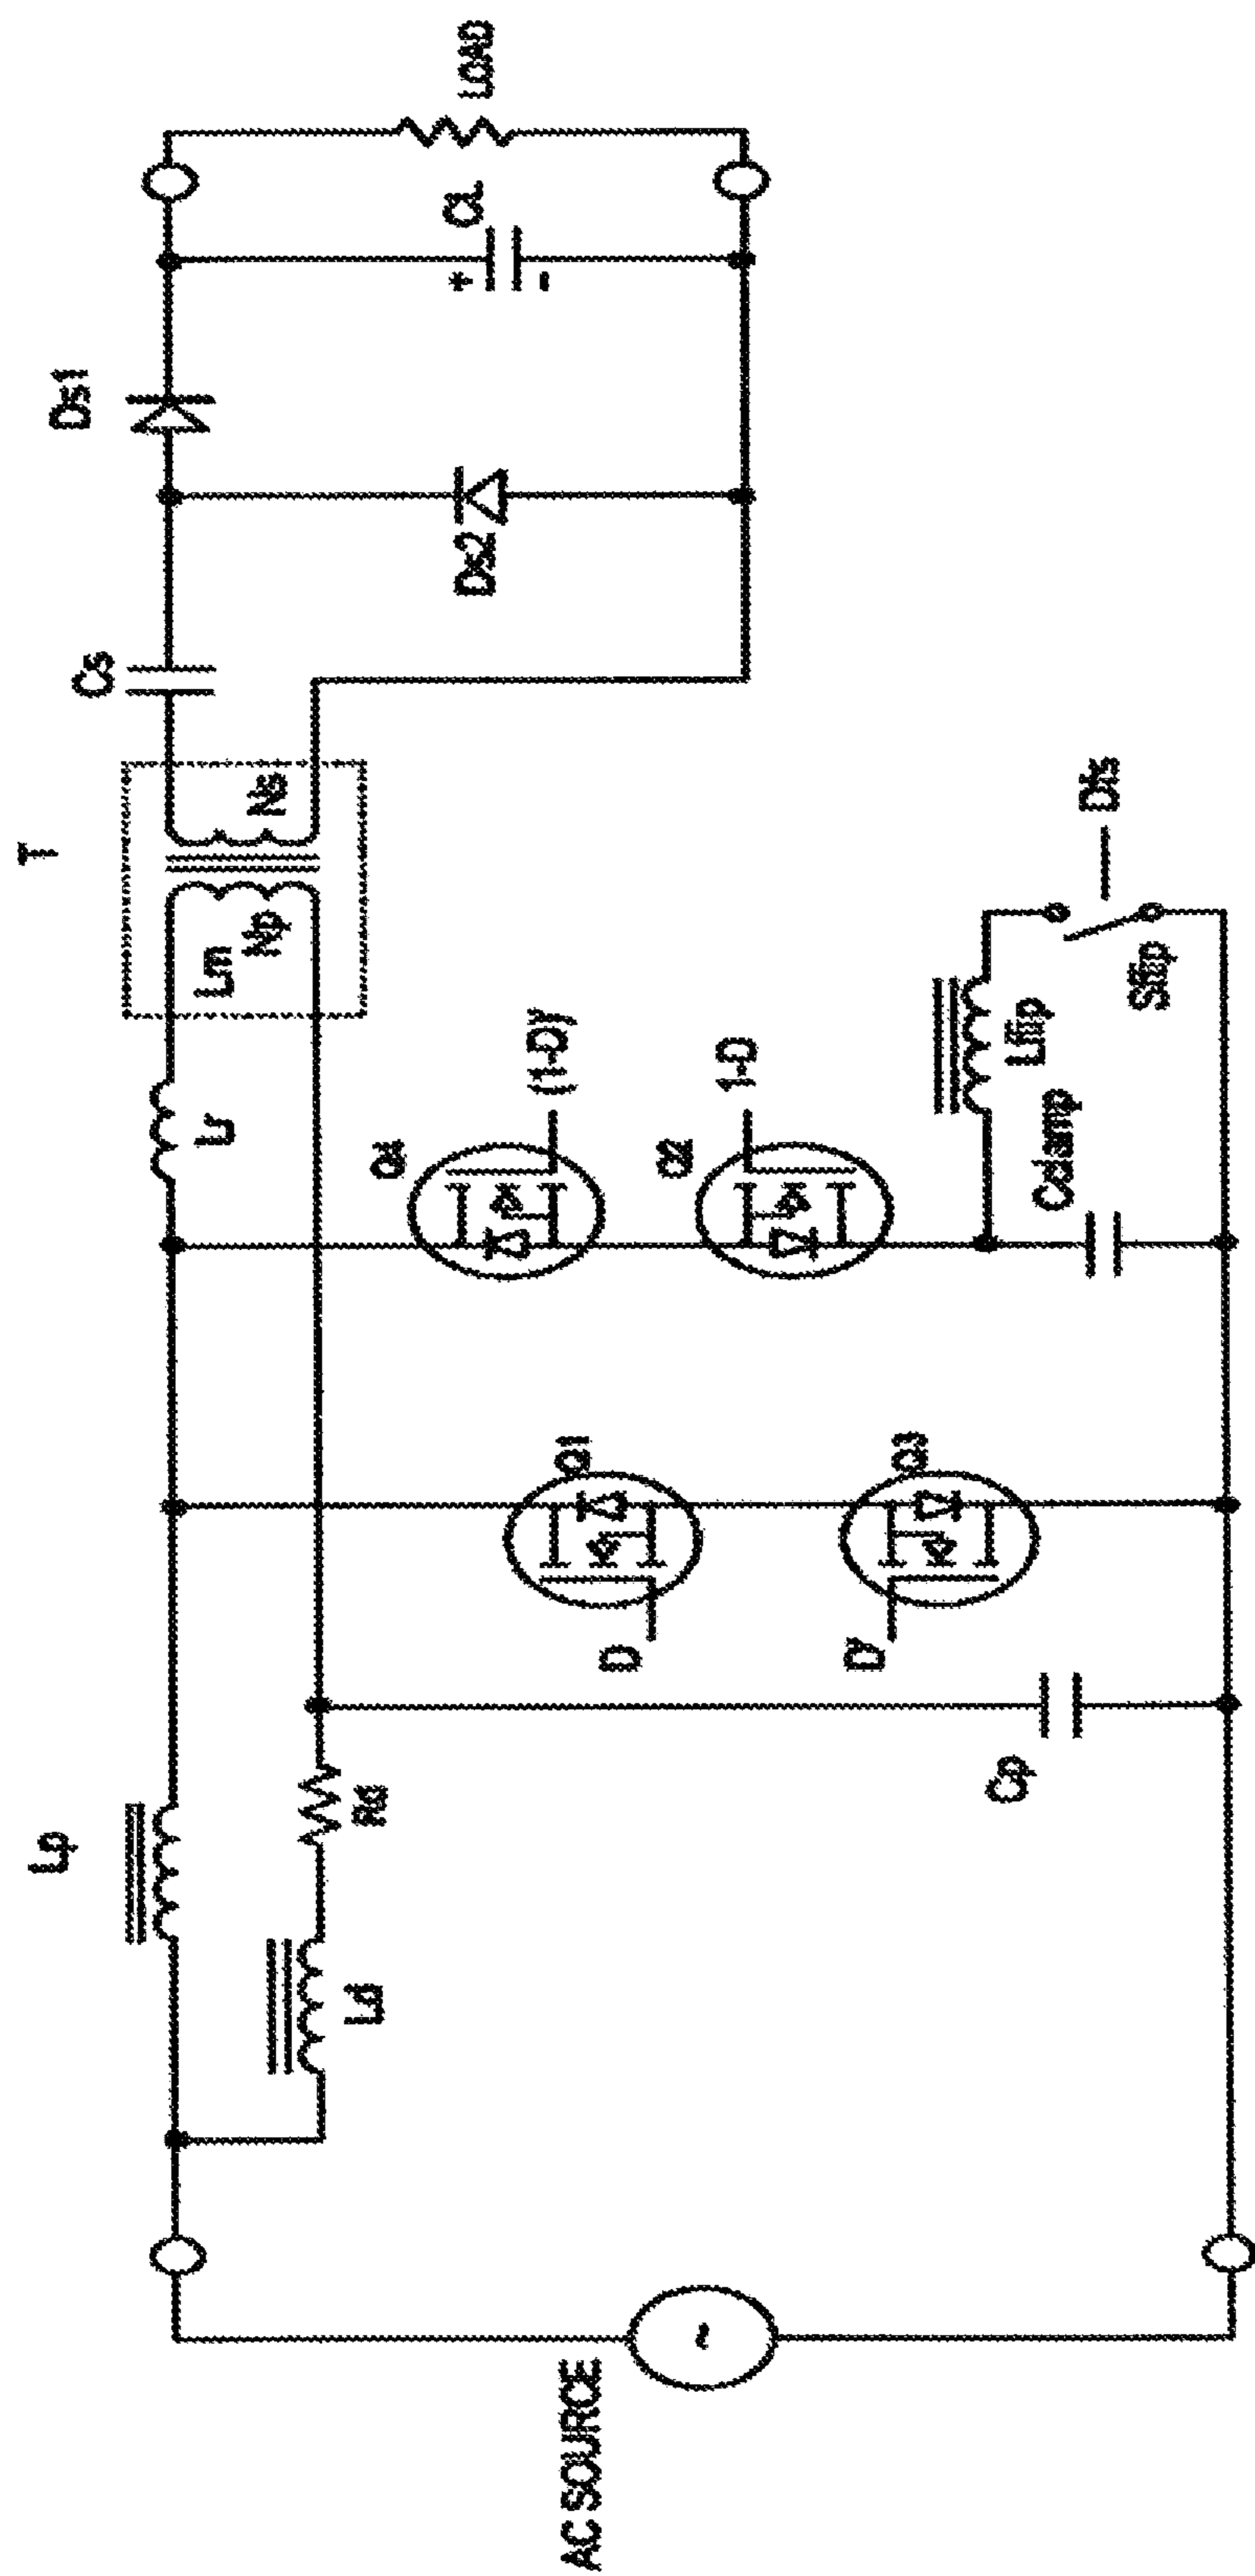 AC SOURCE
~
Lp
Ld
Rd
Cp
D
Q1
DY
Q3
Lr
Q4
(1-D)Y
Q2
1-D
Cclamp
Lflip
Sflip
Dfs
T
Lm
Np
Ns
Cs
Ds1
Ds2
CL
+
-
LOAD